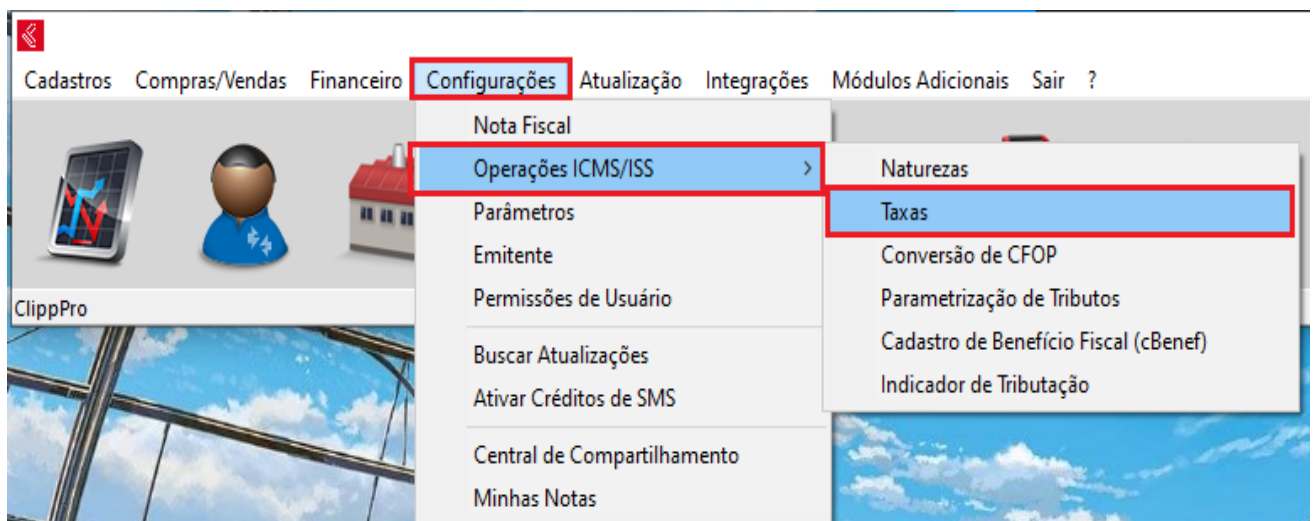 Cadastros Compras/Vendas Financeiro Configurações Atualização Integrações Módulos Adicionais Sair ?
Nota Fiscal
Operações ICMS/ISS >
Parâmetros
Emitente
Permissões de Usuário
Buscar Atualizações
Ativar Créditos de SMS
Central de Compartilhamento
Minhas Notas
Naturezas
Taxas
Conversão de CFOP
Parametrização de Tributos
Cadastro de Benefício Fiscal (cBenef)
Indicador de Tributação
ClippPro